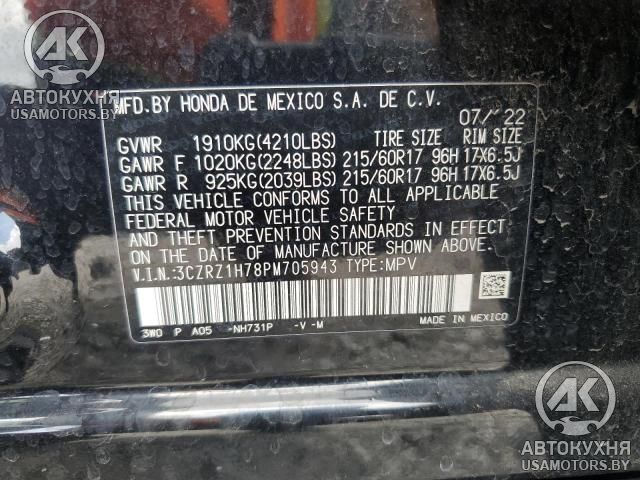 AK
АВТОКУХНЯ
USAMOTORS.BY
MFD.BY HONDA DE MEXICO S.A. DE C.V.
07/'22
GVWR 1910KG(4210LBS) TIRE SIZE RIM SIZE
GAWR F 1020KG(2248LBS) 215/60R17 96H 17X6.5J
GAWR R 925KG(2039LBS) 215/60R17 96H 17X6.5J
THIS VEHICLE CONFORMS TO ALL APPLICABLE
FEDERAL MOTOR VEHICLE SAFETY
AND THEFT PREVENTION STANDARDS IN EFFECT
ON THE DATE OF MANUFACTURE SHOWN ABOVE.
V.I.N.:3CZRZ1H78PM705943 TYPE:MPV
3W0 P A05 -NH731P -V -M
MADE IN MEXICO
AK
АВТОКУХНЯ
USAMOTORS.BY